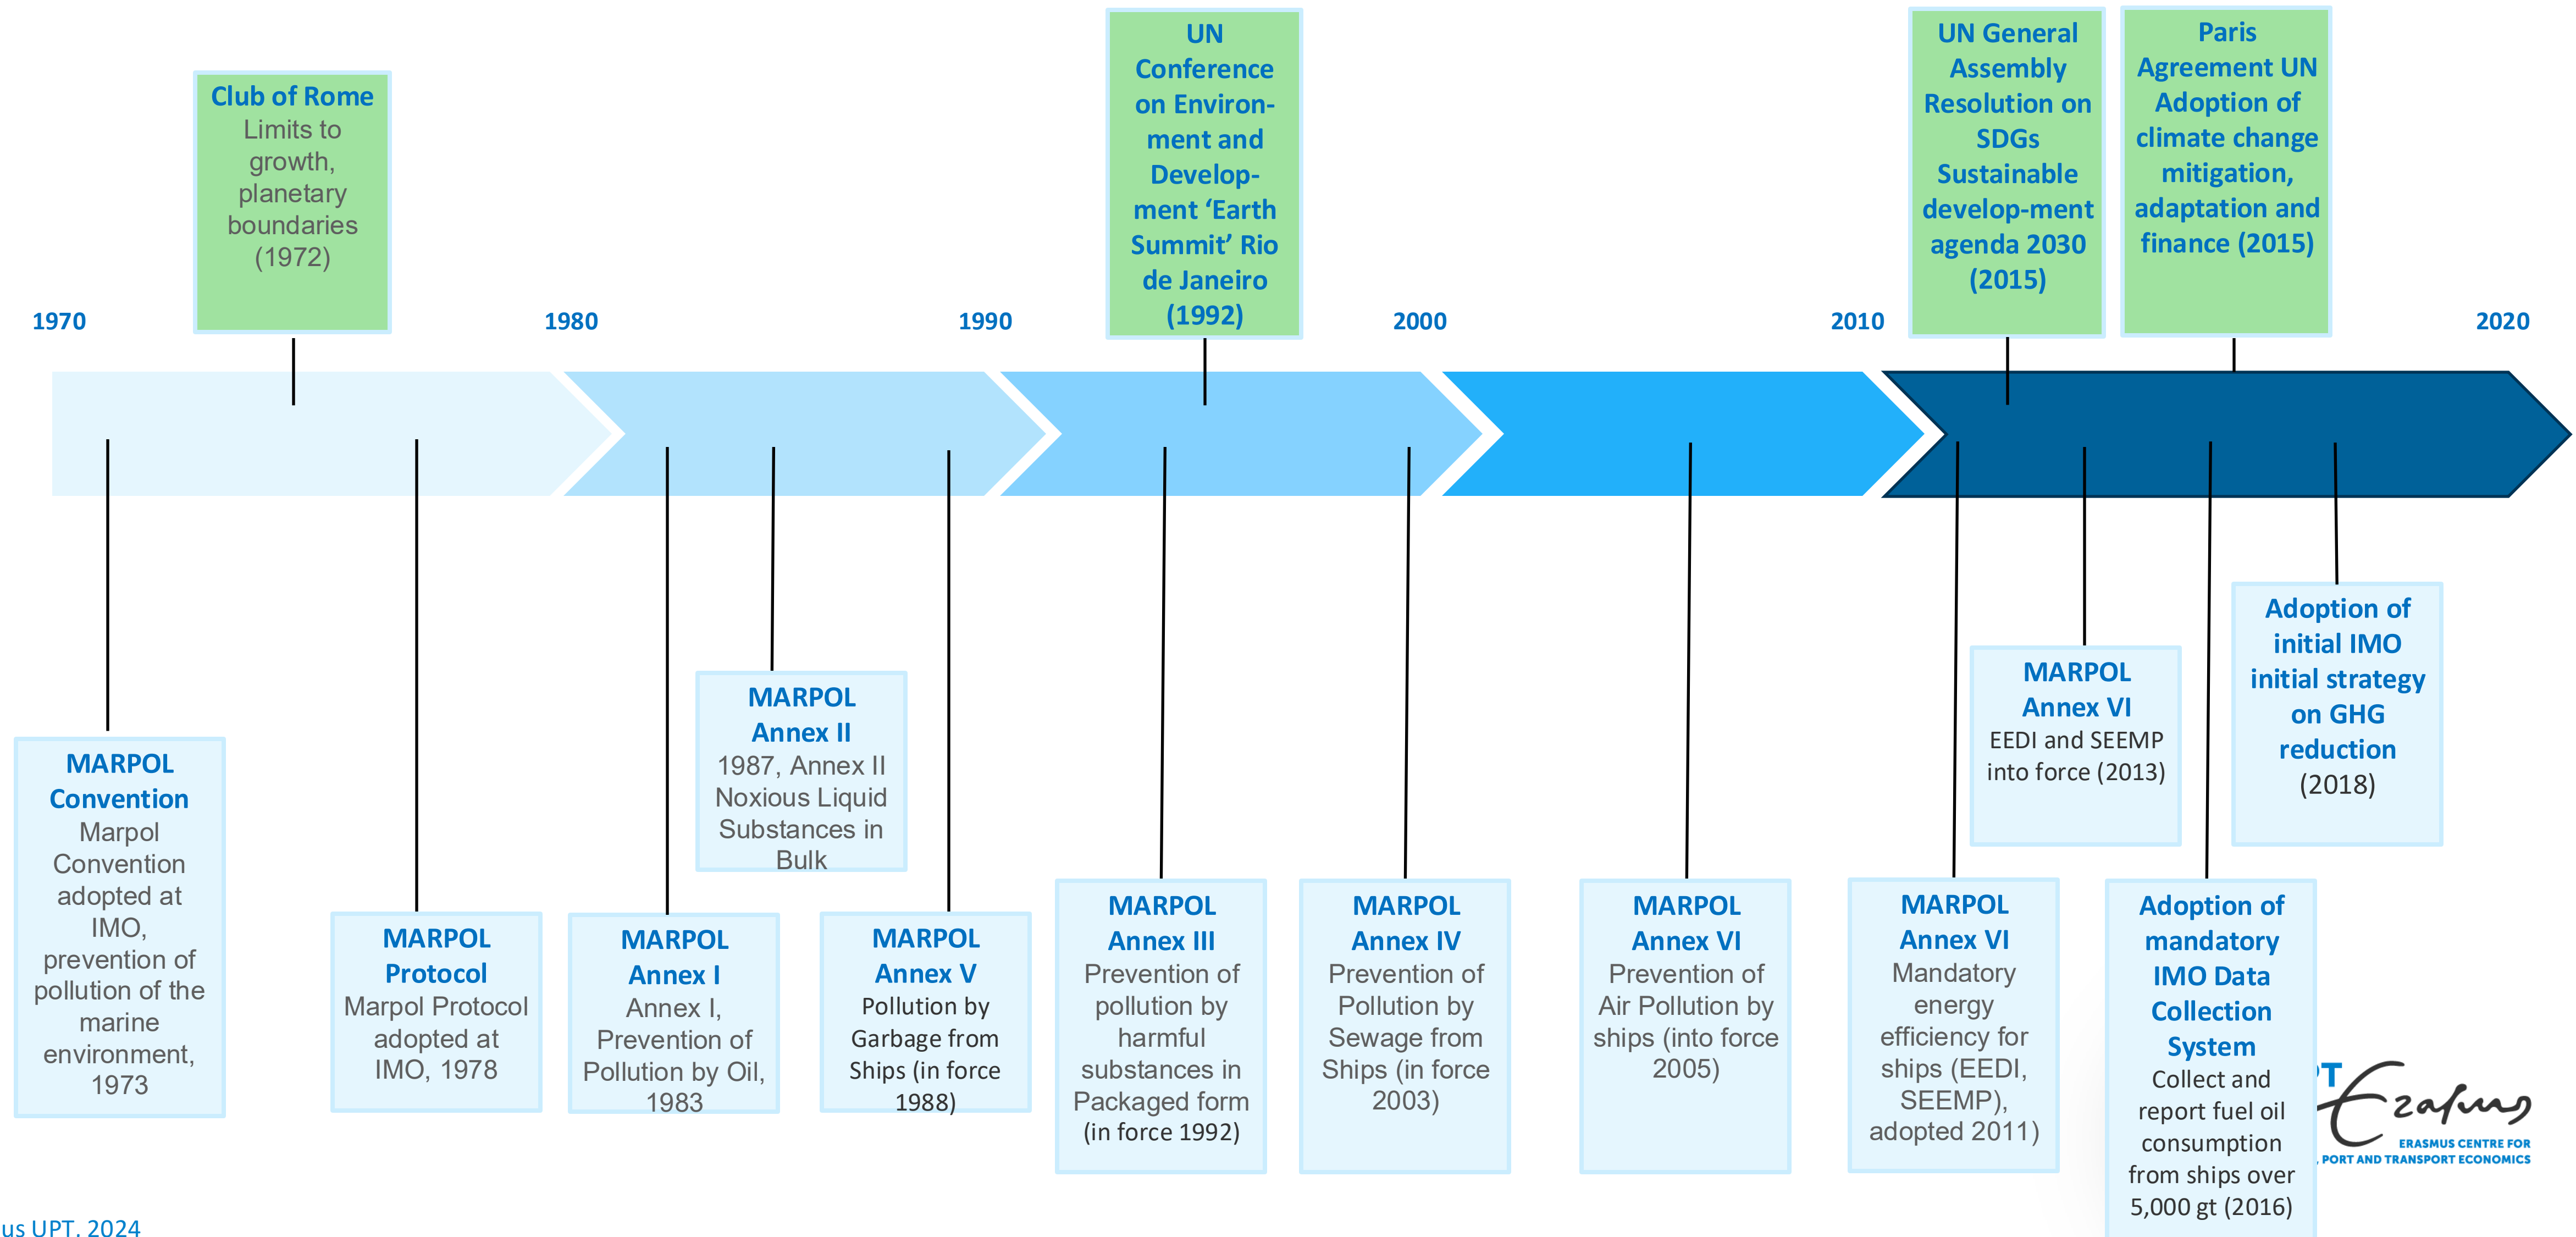 Club of Rome
Limits to
growth,
planetary
boundaries
(1972)
UN
Conference
on Environ-
ment and
Develop-
ment ‘Earth
Summit’ Rio
de Janeiro
(1992)
UN General
Assembly
Resolution on
SDGs
Sustainable
develop-ment
agenda 2030
(2015)
Paris
Agreement UN
Adoption of
climate change
mitigation,
adaptation and
finance (2015)
1970
1980
1990
2000
2010
2020
MARPOL
Convention
Marpol
Convention
adopted at
IMO,
prevention of
pollution of the
marine
environment,
1973
MARPOL
Protocol
Marpol Protocol
adopted at
IMO, 1978
MARPOL
Annex I
Annex I,
Prevention of
Pollution by Oil,
1983
MARPOL
Annex II
1987, Annex II
Noxious Liquid
Substances in
Bulk
MARPOL
Annex V
Pollution by
Garbage from
Ships (in force
1988)
MARPOL
Annex III
Prevention of
pollution by
harmful
substances in
Packaged form
(in force 1992)
MARPOL
Annex IV
Prevention of
Pollution by
Sewage from
Ships (in force
2003)
MARPOL
Annex VI
Prevention of
Air Pollution by
ships (into force
2005)
MARPOL
Annex VI
Mandatory
energy
efficiency for
ships (EEDI,
SEEMP),
adopted 2011)
MARPOL
Annex VI
EEDI and SEEMP
into force (2013)
Adoption of
mandatory
IMO Data
Collection
System
Collect and
report fuel oil
consumption
from ships over
5,000 gt (2016)
Adoption of
initial IMO
initial strategy
on GHG
reduction
(2018)
PT
Erasmus
ERASMUS CENTRE FOR
, PORT AND TRANSPORT ECONOMICS
us UPT. 2024